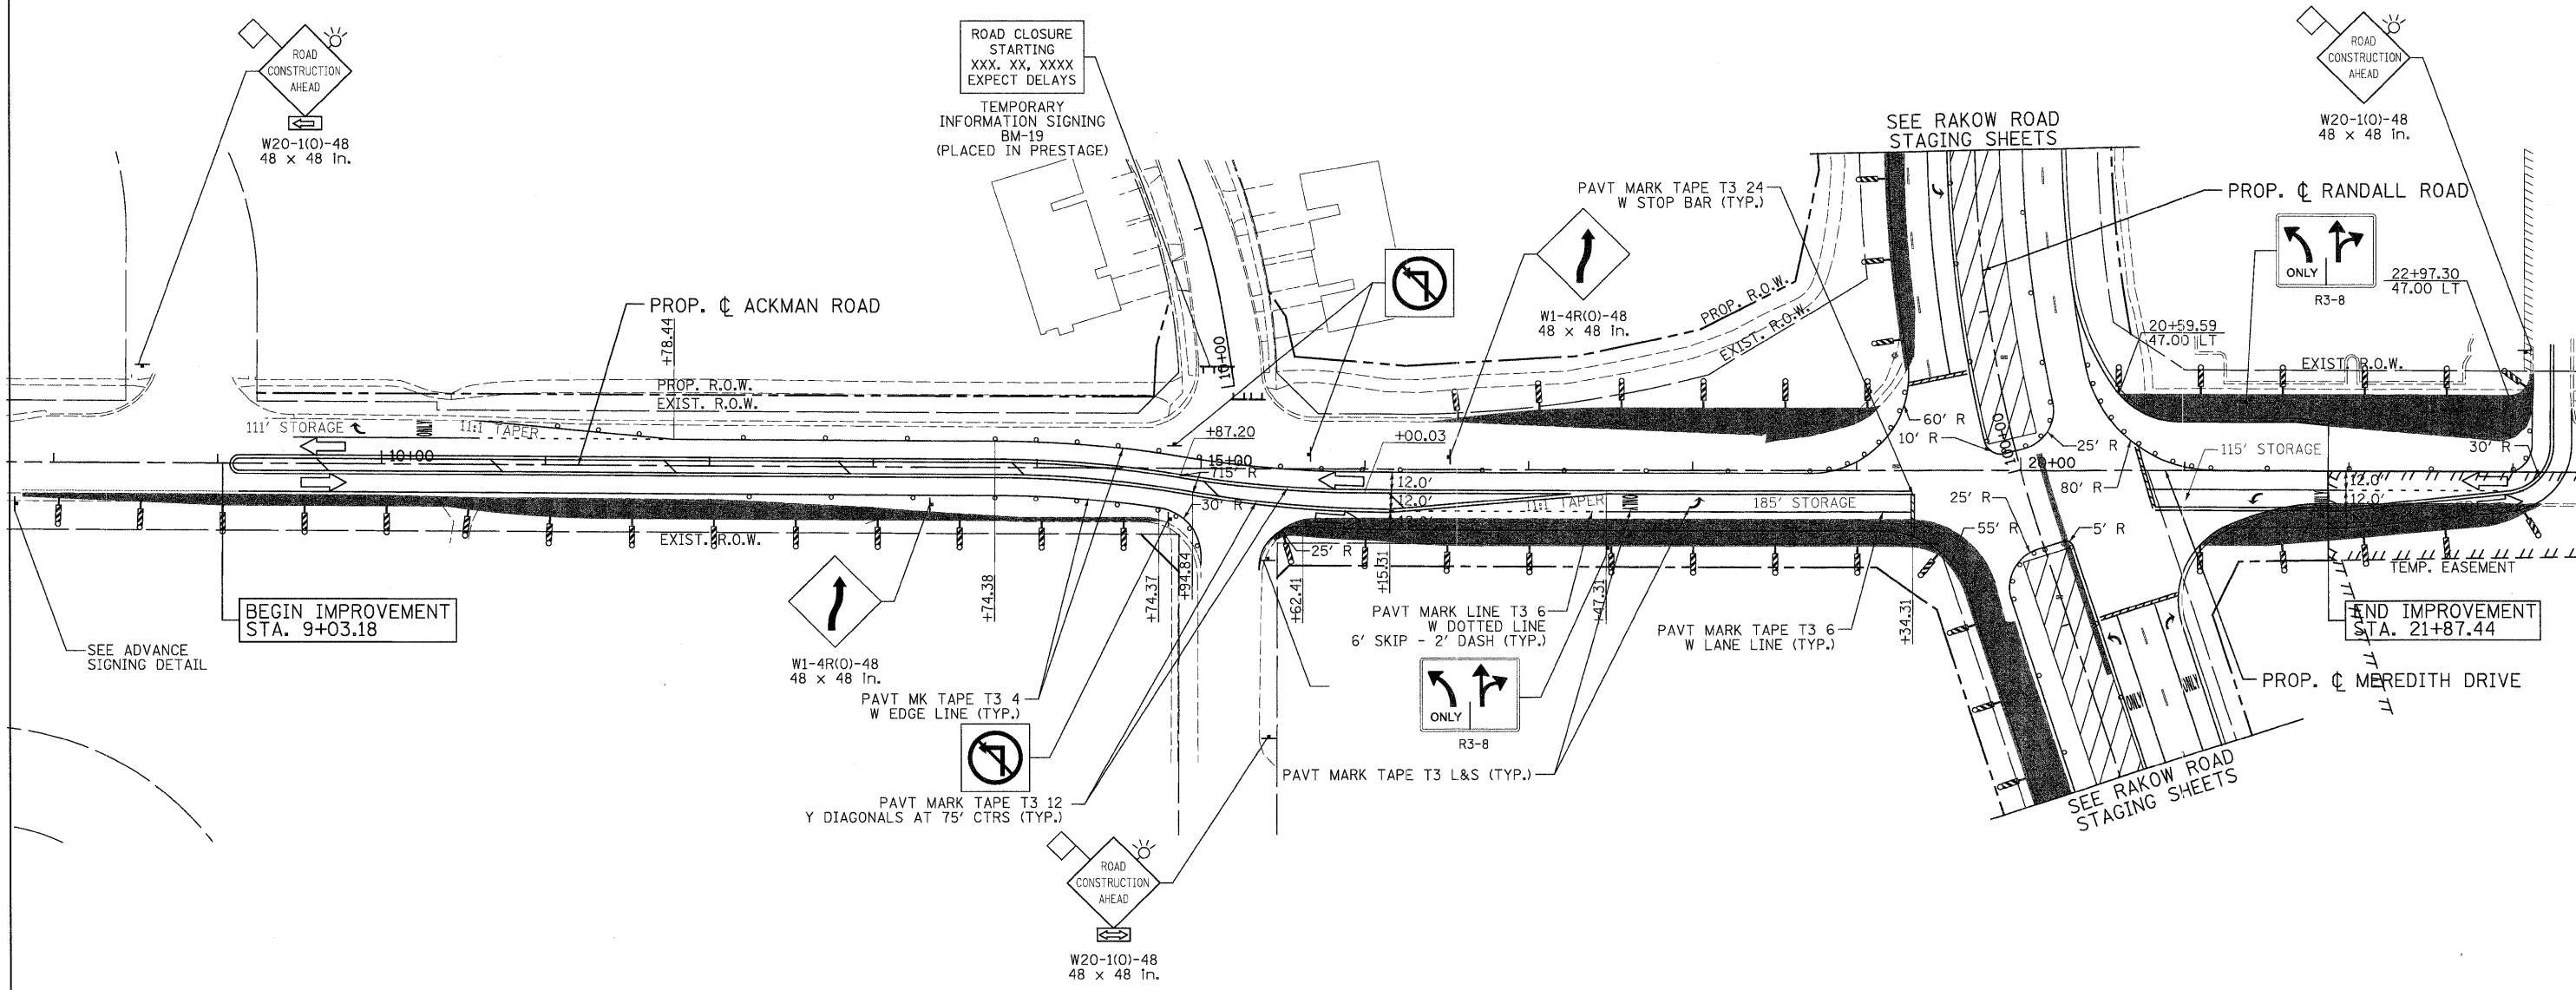 ROAD
CONSTRUCTION
AHEAD
W20-1(O)-48
48 x 48 in.
ROAD CLOSURE
STARTING
XXX. XX, XXXX
EXPECT DELAYS
TEMPORARY
INFORMATION SIGNING
BM-19
(PLACED IN PRESTAGE)
ROAD
CONSTRUCTION
AHEAD
W20-1(O)-48
48 x 48 in.
SEE RAKOW ROAD
STAGING SHEETS
PAVT MARK TAPE T3 24
W STOP BAR (TYP.)
PROP. ℄ RANDALL ROAD
ONLY
R3-8
22+97.30
47.00 LT
20+59.59
47.00 LT
W1-4R(O)-48
48 x 48 in.
PROP. R.O.W.
EXIST. R.O.W.
EXIST. R.O.W.
PROP. ℄ ACKMAN ROAD
+78.44
10+00
PROP. R.O.W.
EXIST. R.O.W.
111' STORAGE
ONLY
11:1 TAPER
10+00
+87.20
15+00
715' R
+00.03
60' R
10' R
10+00
25' R
20+00
80' R
115' STORAGE
30' R
12.0'
12.0'
12.0'
12.0'
12.0'
30' R
11:1 TAPER
185' STORAGE
25' R
55' R
5' R
25' R
EXIST. R.O.W.
TEMP. EASEMENT
BEGIN IMPROVEMENT
STA. 9+03.18
SEE ADVANCE
SIGNING DETAIL
+74.38
+74.37
+94.84
+62.41
+15.31
+47.31
+34.31
W1-4R(O)-48
48 x 48 in.
PAVT MARK LINE T3 6
W DOTTED LINE
6' SKIP - 2' DASH (TYP.)
PAVT MARK TAPE T3 6
W LANE LINE (TYP.)
END IMPROVEMENT
STA. 21+87.44
PROP. ℄ MEREDITH DRIVE
ONLY
ONLY
PAVT MK TAPE T3 4
W EDGE LINE (TYP.)
ONLY
R3-8
PAVT MARK TAPE T3 L&S (TYP.)
PAVT MARK TAPE T3 12
Y DIAGONALS AT 75' CTRS (TYP.)
SEE RAKOW ROAD
STAGING SHEETS
ROAD
CONSTRUCTION
AHEAD
W20-1(O)-48
48 x 48 in.